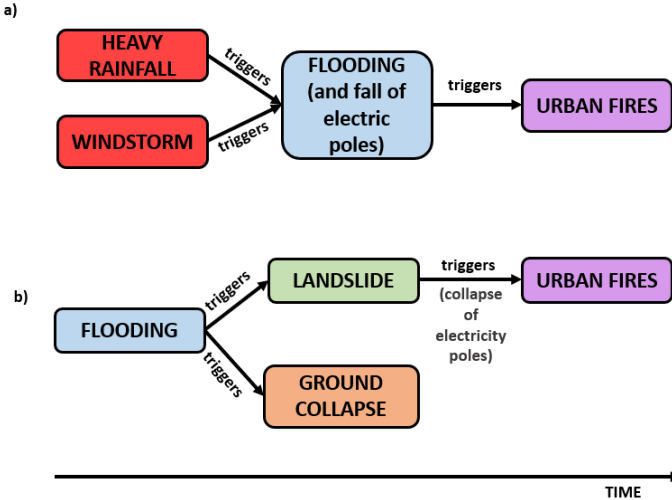 a)
HEAVY
RAINFALL
triggers
WINDSTORM
triggers
FLOODING
(and fall of
electric
poles)
triggers
URBAN FIRES
b)
FLOODING
triggers
LANDSLIDE
triggers
(collapse
of
electricity
poles)
URBAN FIRES
triggers
GROUND
COLLAPSE
TIME